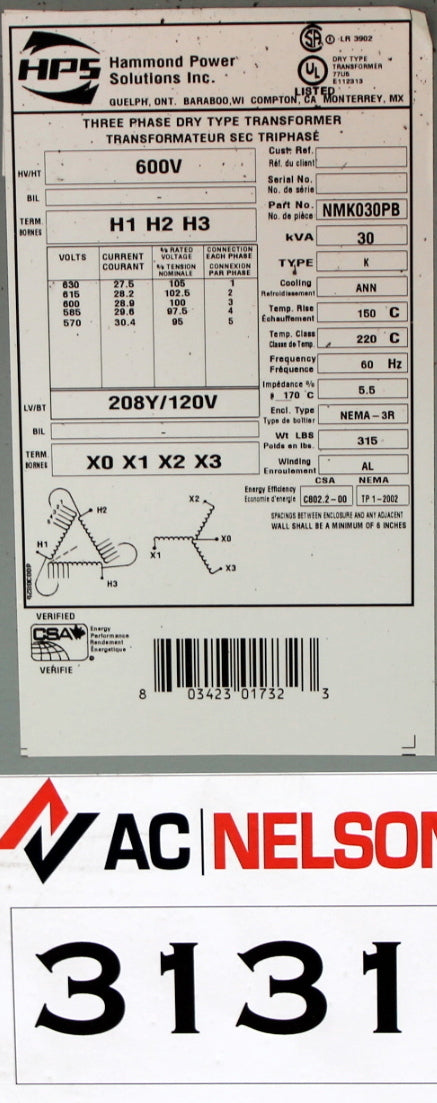 HPS
Hammond Power
Solutions Inc.
LR 3902
DRY TYPE
TRANSFORMER
77U6
E112313
LISTED
GUELPH, ONT. BARABOO, WI COMPTON, CA MONTERREY, MX
THREE PHASE DRY TYPE TRANSFORMER
TRANSFORMATEUR SEC TRIPHASÉ
HV/HT 600V
BIL -
TERM. BORNES H1 H2 H3
VOLTS CURRENT COURANT % RATED VOLTAGE % TENSION NOMINALE CONNECTION EACH PHASE CONNEXION PAR PHASE
630 27.5 105 1
615 28.2 102.5 2
600 28.9 100 3
585 29.6 97.5 4
570 30.4 95 5
LV/BT 208Y/120V
BIL -
TERM. BORNES X0 X1 X2 X3
Cust. Ref.
Réf. du client
Serial No.
No. de série
Part No. NMK030PB
No. de pièce
kVA 30
TYPE K
Cooling ANN
Refroidissement
Temp. Rise 150 C
Échauffement
Temp. Class 220 C
Classe de Temp.
Frequency 60 Hz
Fréquence
Impédance % 5.5
170 °C
Encl. Type NEMA-3R
Type de boîtier
Wt LBS 315
Poids en lbs.
Winding AL
Enroulement
CSA NEMA
Energy Efficiency C802.2-00 TP 1-2002
Économie d'énergie
SPACINGS BETWEEN ENCLOSURE AND ANY ADJACENT
WALL SHALL BE A MINIMUM OF 6 INCHES
H1
H2
H3
X2
X0
X1
X3
VERIFIED
CSA
Energy
Performance
Rendement
Énergétique
VÉRIFIÉ
8 03423 01732 3
AC|NELSON
3131